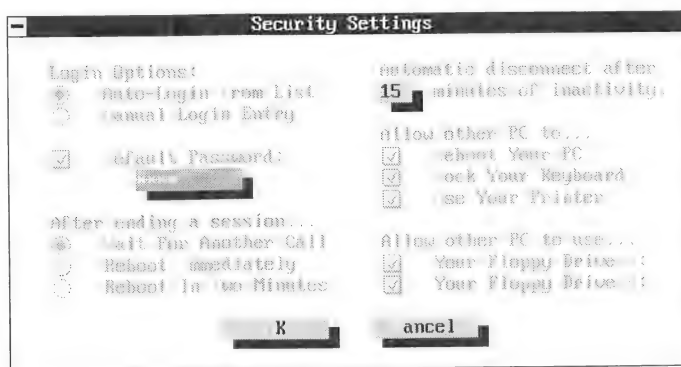 Security Settings
Login Options:
Auto-Login from List
anual Login Entry
efault Password:
After ending a session...
ait For Another Call
Reboot mmediately
Reboot In wo Minutes
Automatic disconnect after
15 minutes of inactivity.
Allow other PC to...
eboot Your PC
ock Your Keyboard
se Your Printer
Allow other PC to use...
Your Floppy Drive :
Your Floppy Drive :
K
ancel